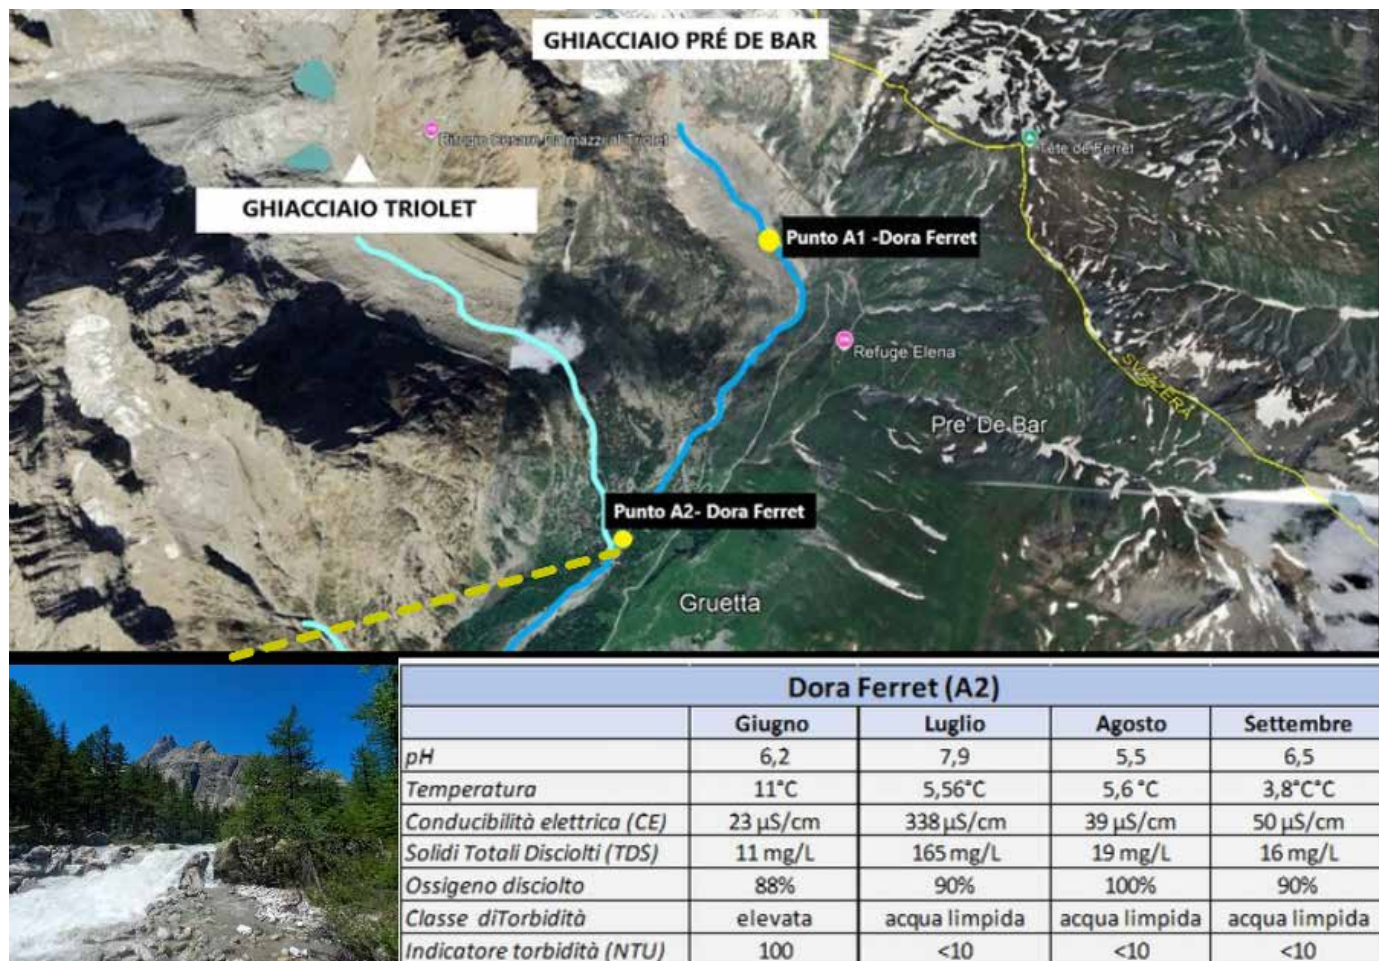 GHIACCIAIO PRÉ DE BAR
Tête de Ferret
GHIACCIAIO TRIOLET
Punto A1 -Dora Ferret
Refuge Elena
SVIZZERA
Pre' De Bar
Punto A2- Dora Ferret
Gruetta
Dora Ferret (A2)
Giugno Luglio Agosto Settembre
pH 6,2 7,9 5,5 6,5
Temperatura 11°C 5,56°C 5,6 °C 3,8°C°C
Conducibilità elettrica (CE) 23 µS/cm 338 µS/cm 39 µS/cm 50 µS/cm
Solidi Totali Disciolti (TDS) 11 mg/L 165 mg/L 19 mg/L 16 mg/L
Ossigeno disciolto 88% 90% 100% 90%
Classe diTorbidità elevata acqua limpida acqua limpida acqua limpida
Indicatore torbidità (NTU) 100 <10 <10 <10